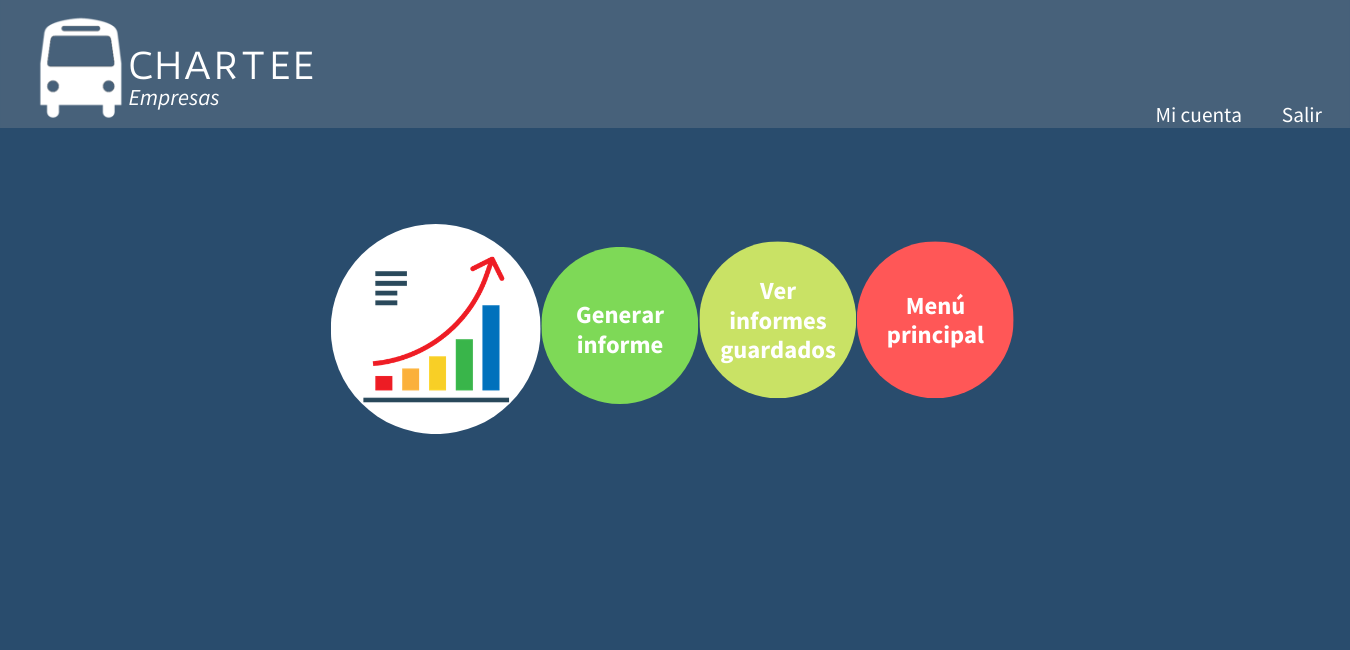 CHARTEE
Empresas
Mi cuenta
Salir
Generar
informe
Ver
informes
guardados
Menú
principal